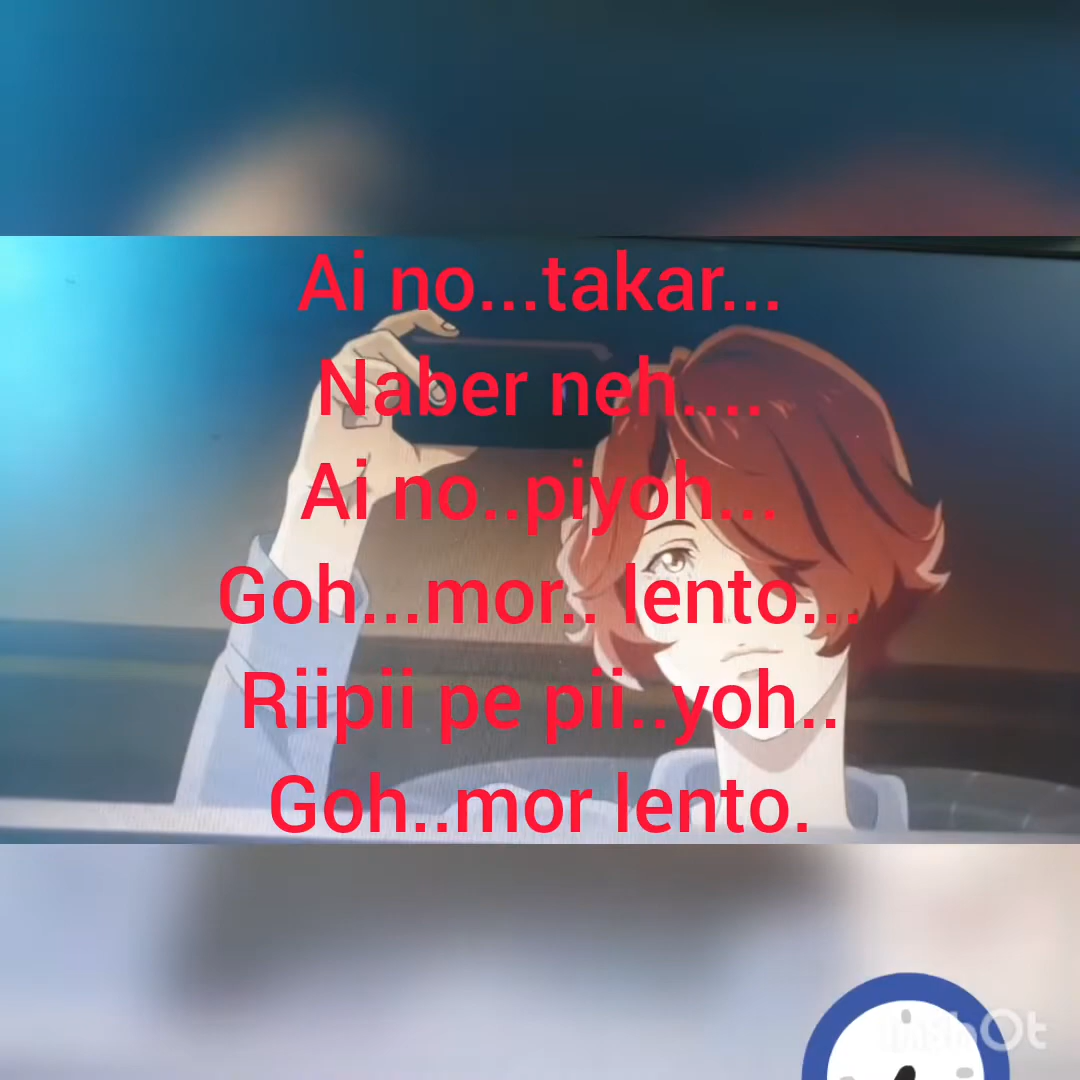 Ai no...takar...
Naber neh....
Ai no..piyoh...
Goh...mor.. lento...
Riipii pe pii..yoh..
Goh..mor lento.